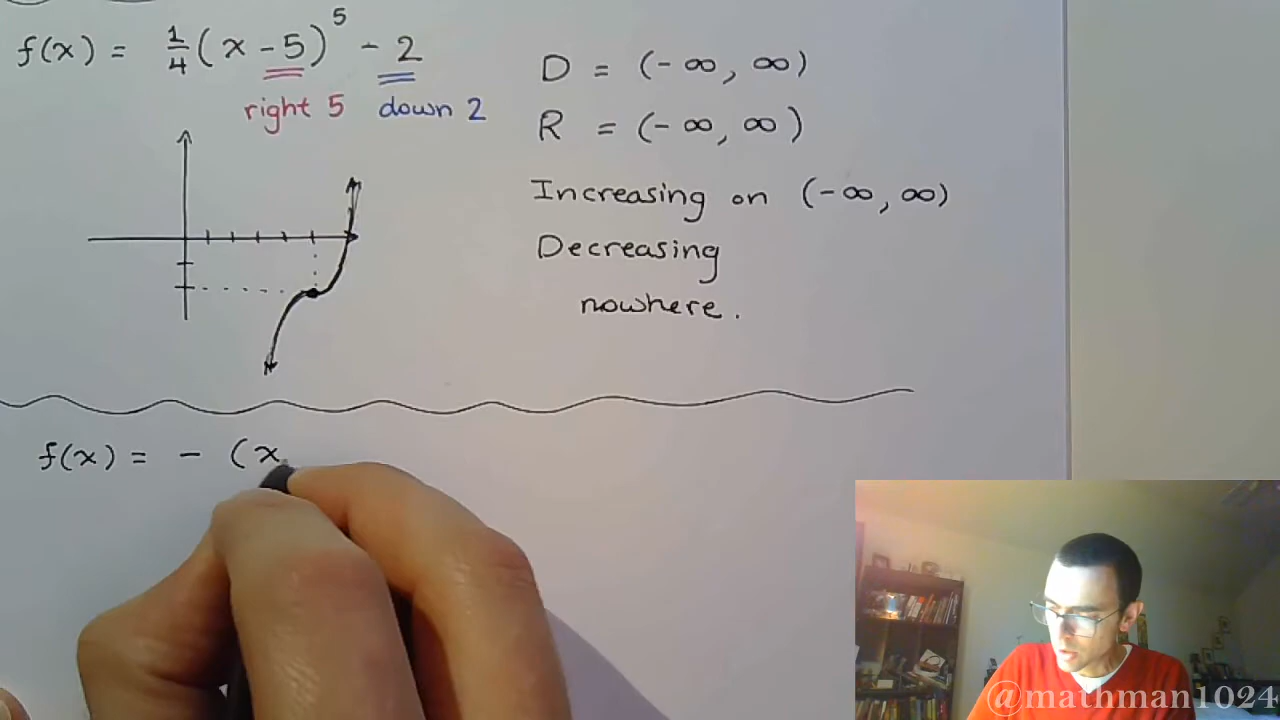 f(x) = 1/4 (x - 5)^5 - 2
right 5 down 2
D = (-∞, ∞)
R = (-∞, ∞)
Increasing on (-∞, ∞)
Decreasing
nowhere.
f(x) = - (x
@mathman1024